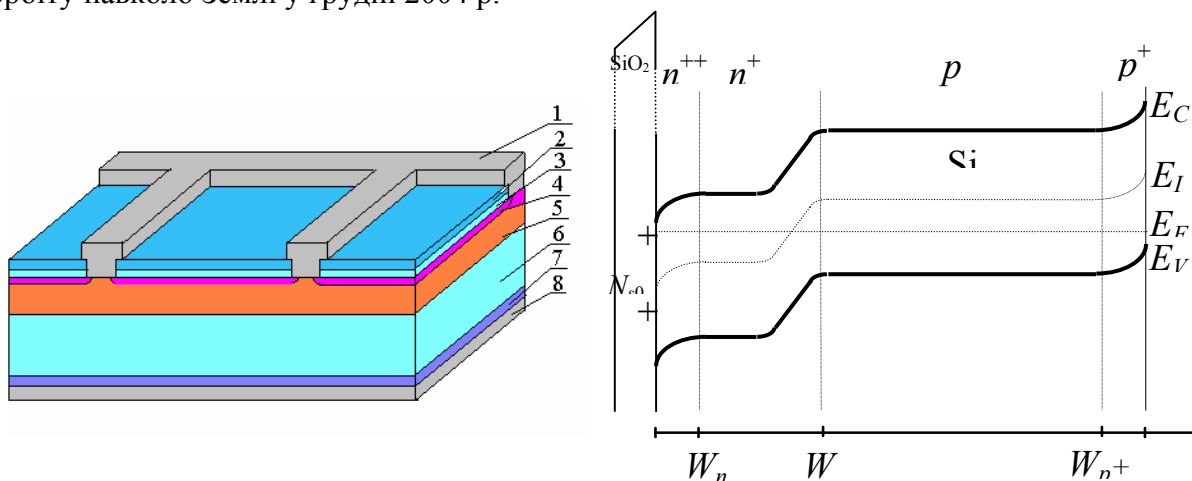 навколо Землі у грудні 2004 р.
1
2
3
4
5
6
7
8
SiO₂
n⁺⁺
n⁺
p
p⁺
E_C
Si
E_I
E_F
E_V
+
N_s0
+
W_n
W
W_p+